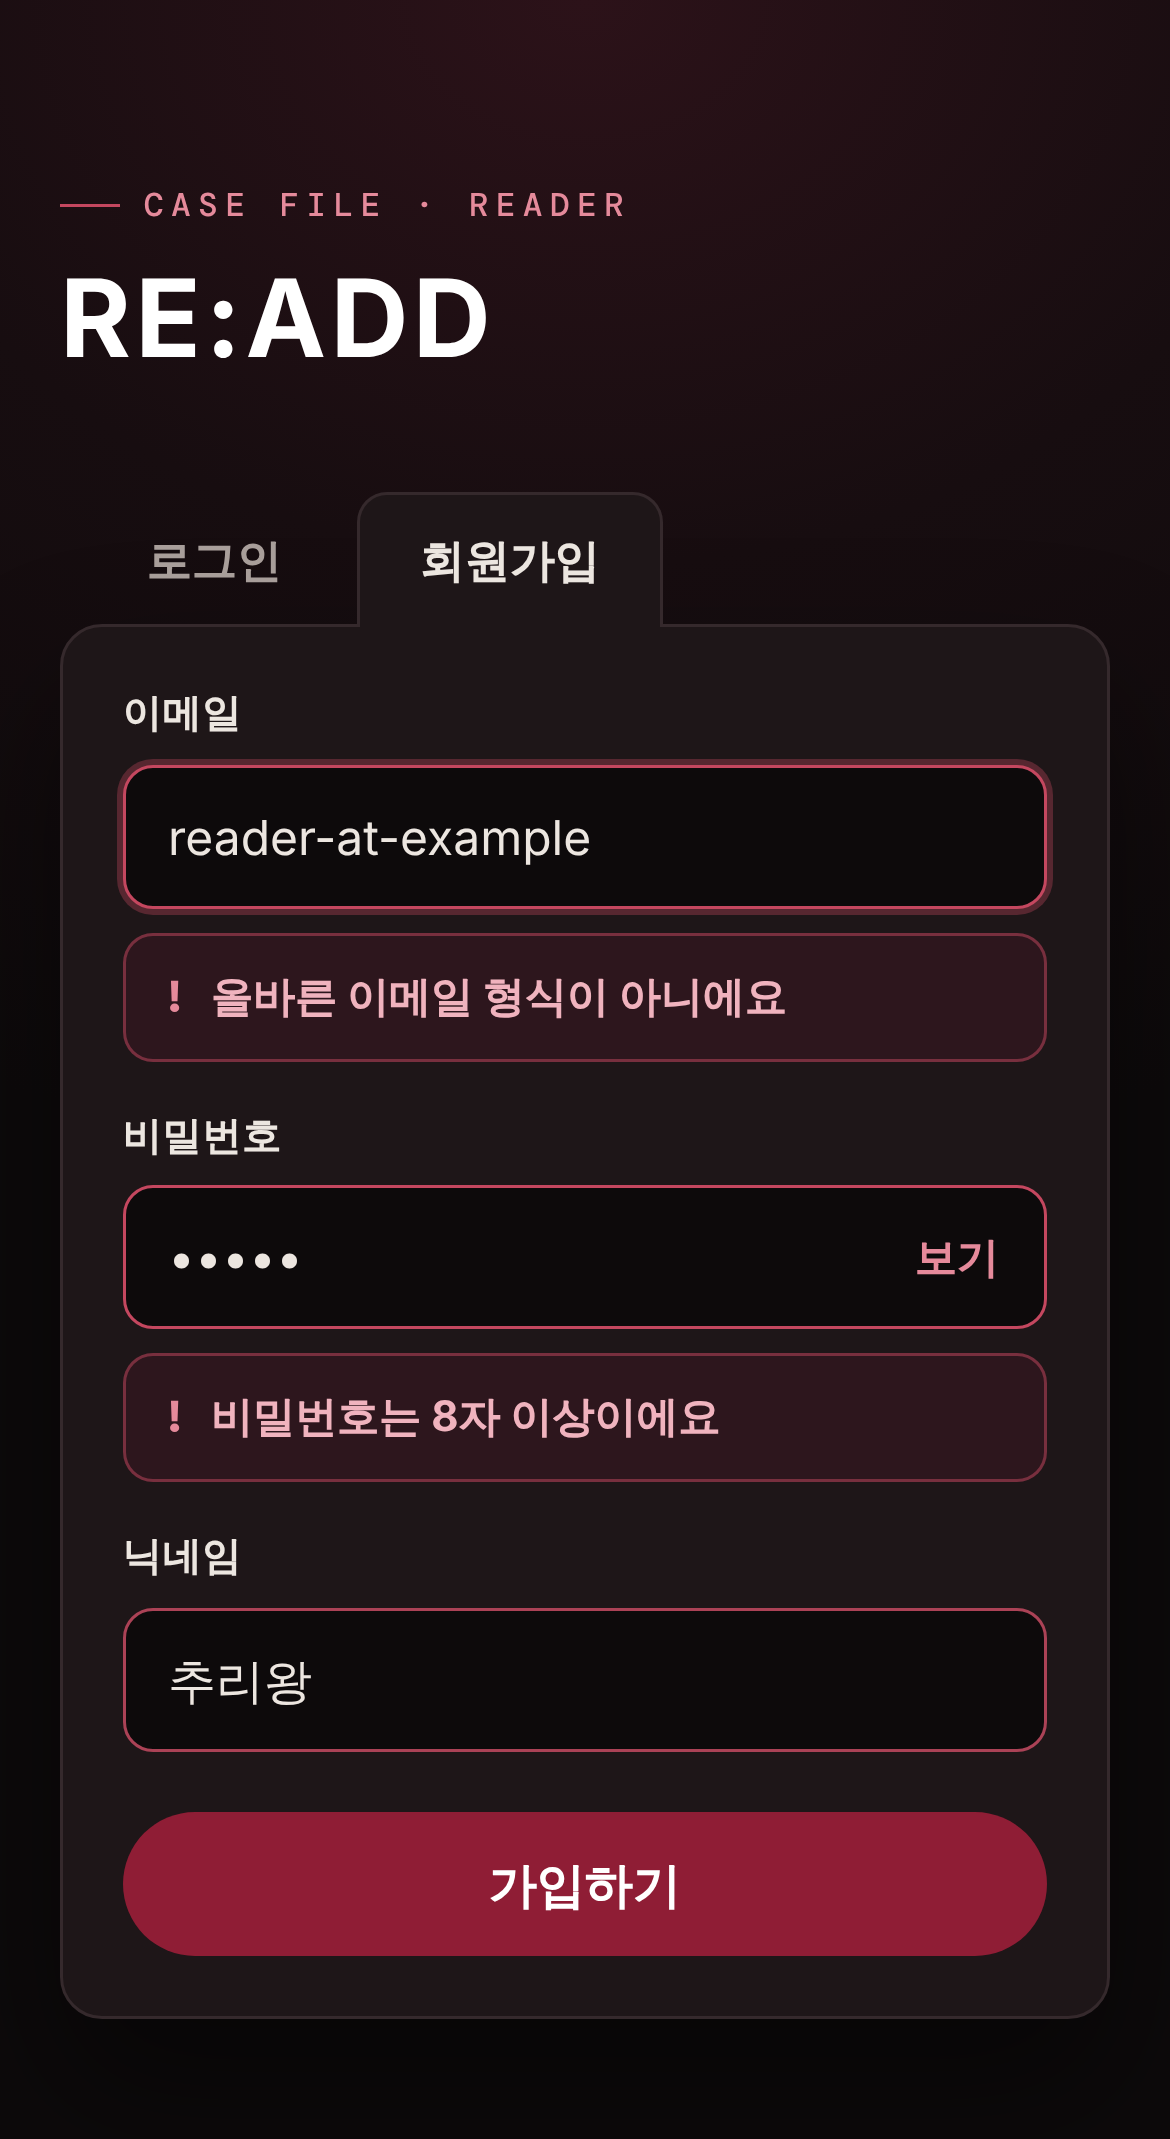 CASE FILE · READER
RE:ADD
로그인 회원가입
이메일
reader-at-example
! 올바른 이메일 형식이 아니에요
비밀번호
••••• 보기
! 비밀번호는 8자 이상이에요
닉네임
추리왕
가입하기